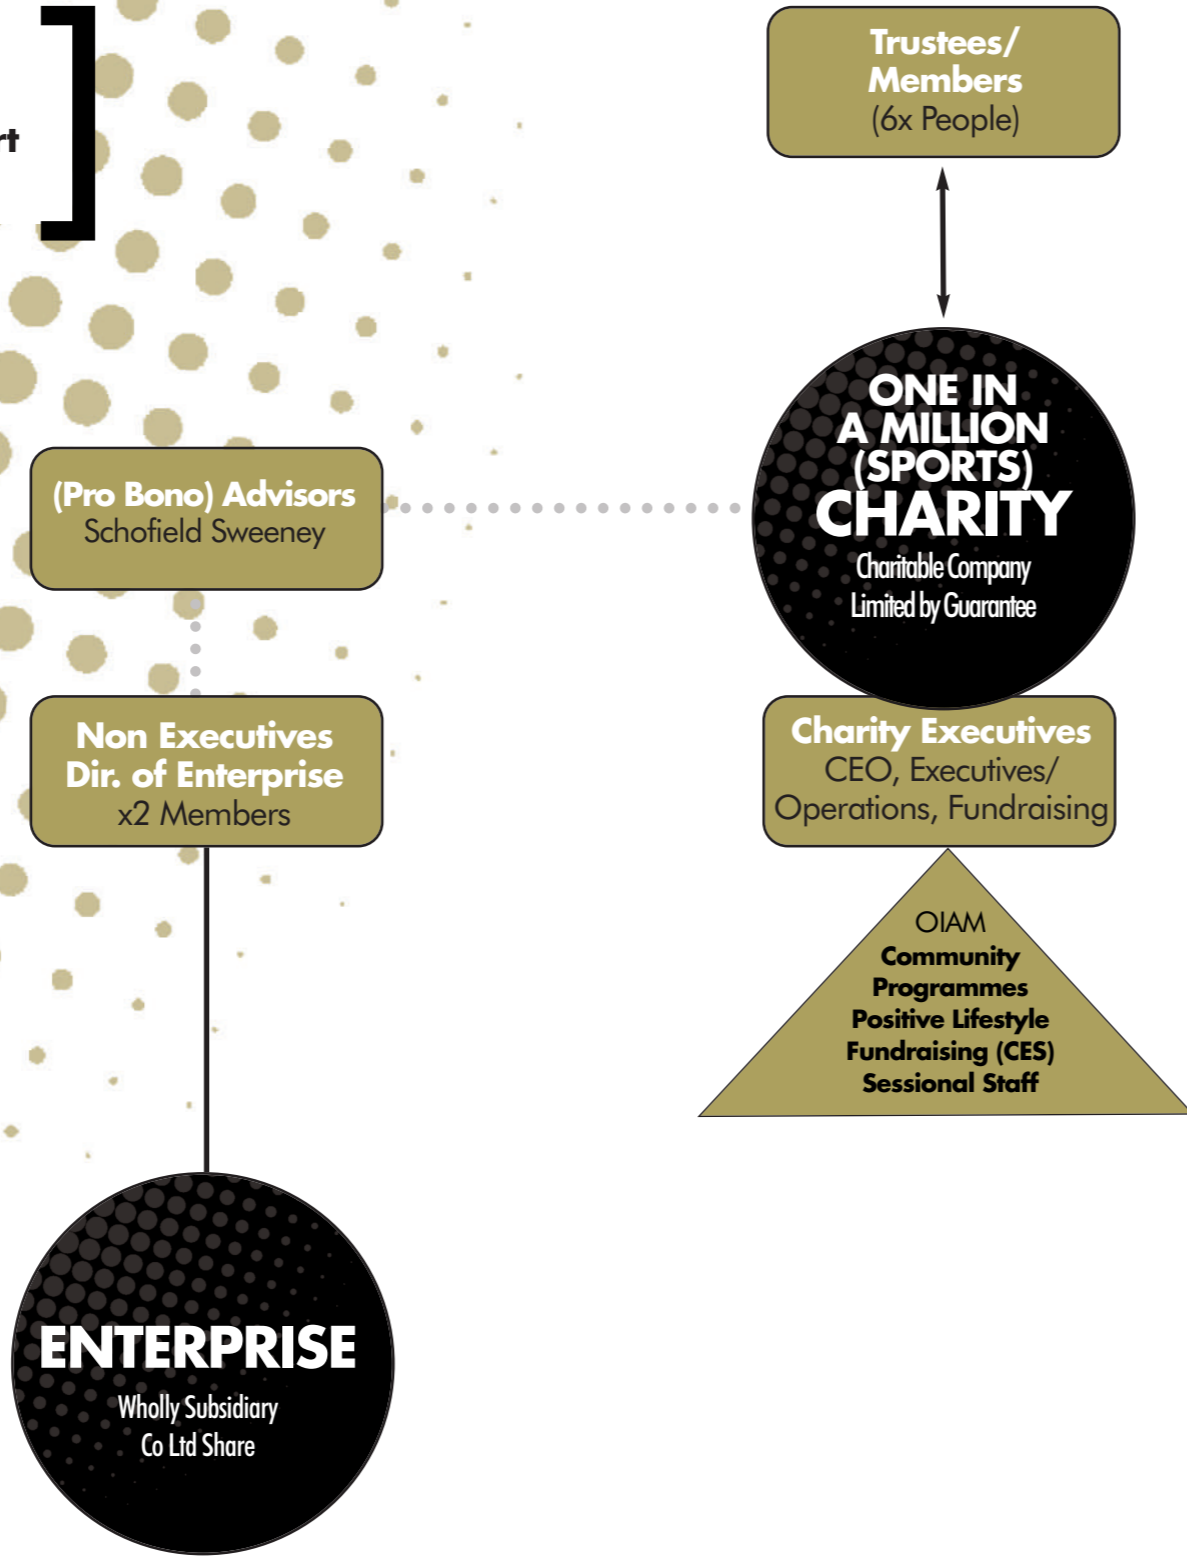 rt
Trustees/
Members
(6x People)
ONE IN
A MILLION
(SPORTS)
CHARITY
Charitable Company
Limited by Guarantee
(Pro Bono) Advisors
Schofield Sweeney
Non Executives
Dir. of Enterprise
x2 Members
Charity Executives
CEO, Executives/
Operations, Fundraising
OIAM
Community
Programmes
Positive Lifestyle
Fundraising (CES)
Sessional Staff
ENTERPRISE
Wholly Subsidiary
Co Ltd Share